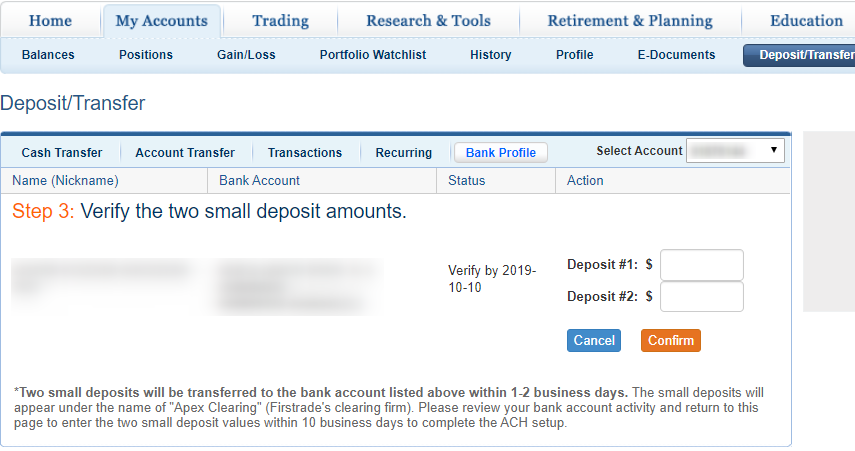 Home My Accounts Trading Research & Tools Retirement & Planning Education
Balances Positions Gain/Loss Portfolio Watchlist History Profile E-Documents Deposit/Transfer
Deposit/Transfer
Cash Transfer Account Transfer Transactions Recurring Bank Profile Select Account
Name (Nickname) Bank Account Status Action
Step 3: Verify the two small deposit amounts.
Verify by 2019-
10-10
Deposit #1: $
Deposit #2: $
Cancel Confirm
*Two small deposits will be transferred to the bank account listed above within 1-2 business days. The small deposits will
appear under the name of "Apex Clearing" (Firstrade's clearing firm). Please review your bank account activity and return to this
page to enter the two small deposit values within 10 business days to complete the ACH setup.